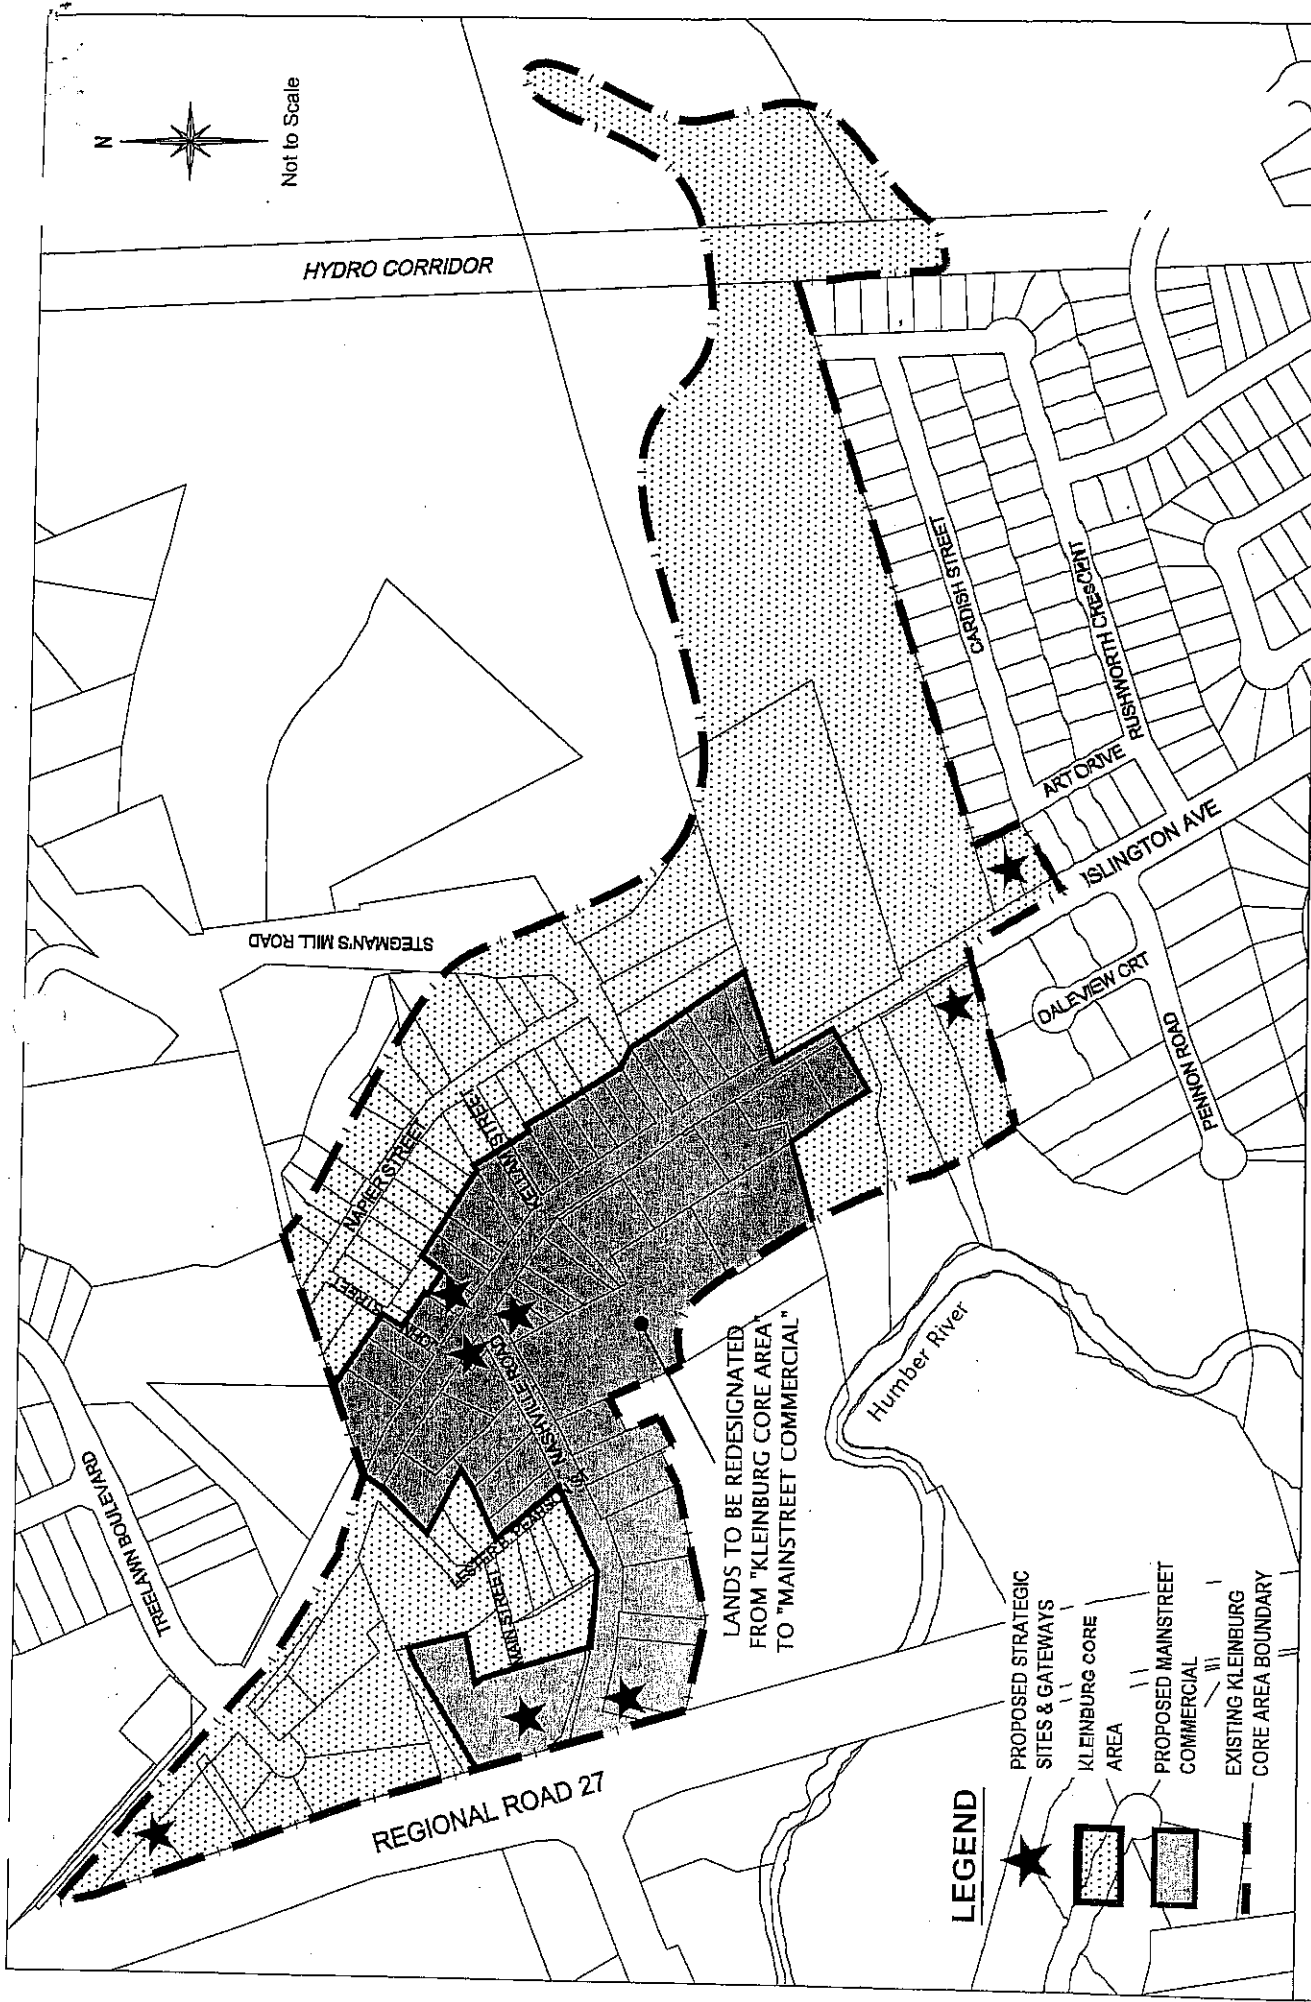 N
Not to Scale
HYDRO CORRIDOR
STEGMAN'S MILL ROAD
TREELAWN BOULEVARD
NAPIER STREET
STREET
STREET
NASHVILLE ROAD
MAIN STREET
PEARSON
REGIONAL ROAD 27
CARDISH STREET
RUSHWORTH CRESCENT
ART DRIVE
ISLINGTON AVE
DALEVIEW CRT
PENNON ROAD
Humber River
LANDS TO BE REDESIGNATED
FROM "KLEINBURG CORE AREA"
TO "MAINSTREET COMMERCIAL"
LEGEND
PROPOSED STRATEGIC
SITES & GATEWAYS
KLEINBURG CORE
AREA
PROPOSED MAINSTREET
COMMERCIAL
EXISTING KLEINBURG
CORE AREA BOUNDARY